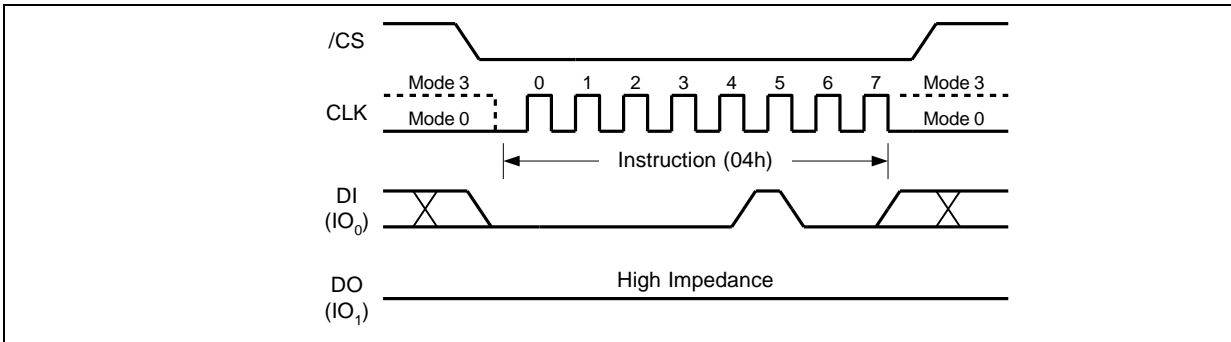 /CS
Mode 3 0 1 2 3 4 5 6 7 Mode 3
CLK
Mode 0 Mode 0
Instruction (04h)
DI
(IO₀)
High Impedance
DO
(IO₁)